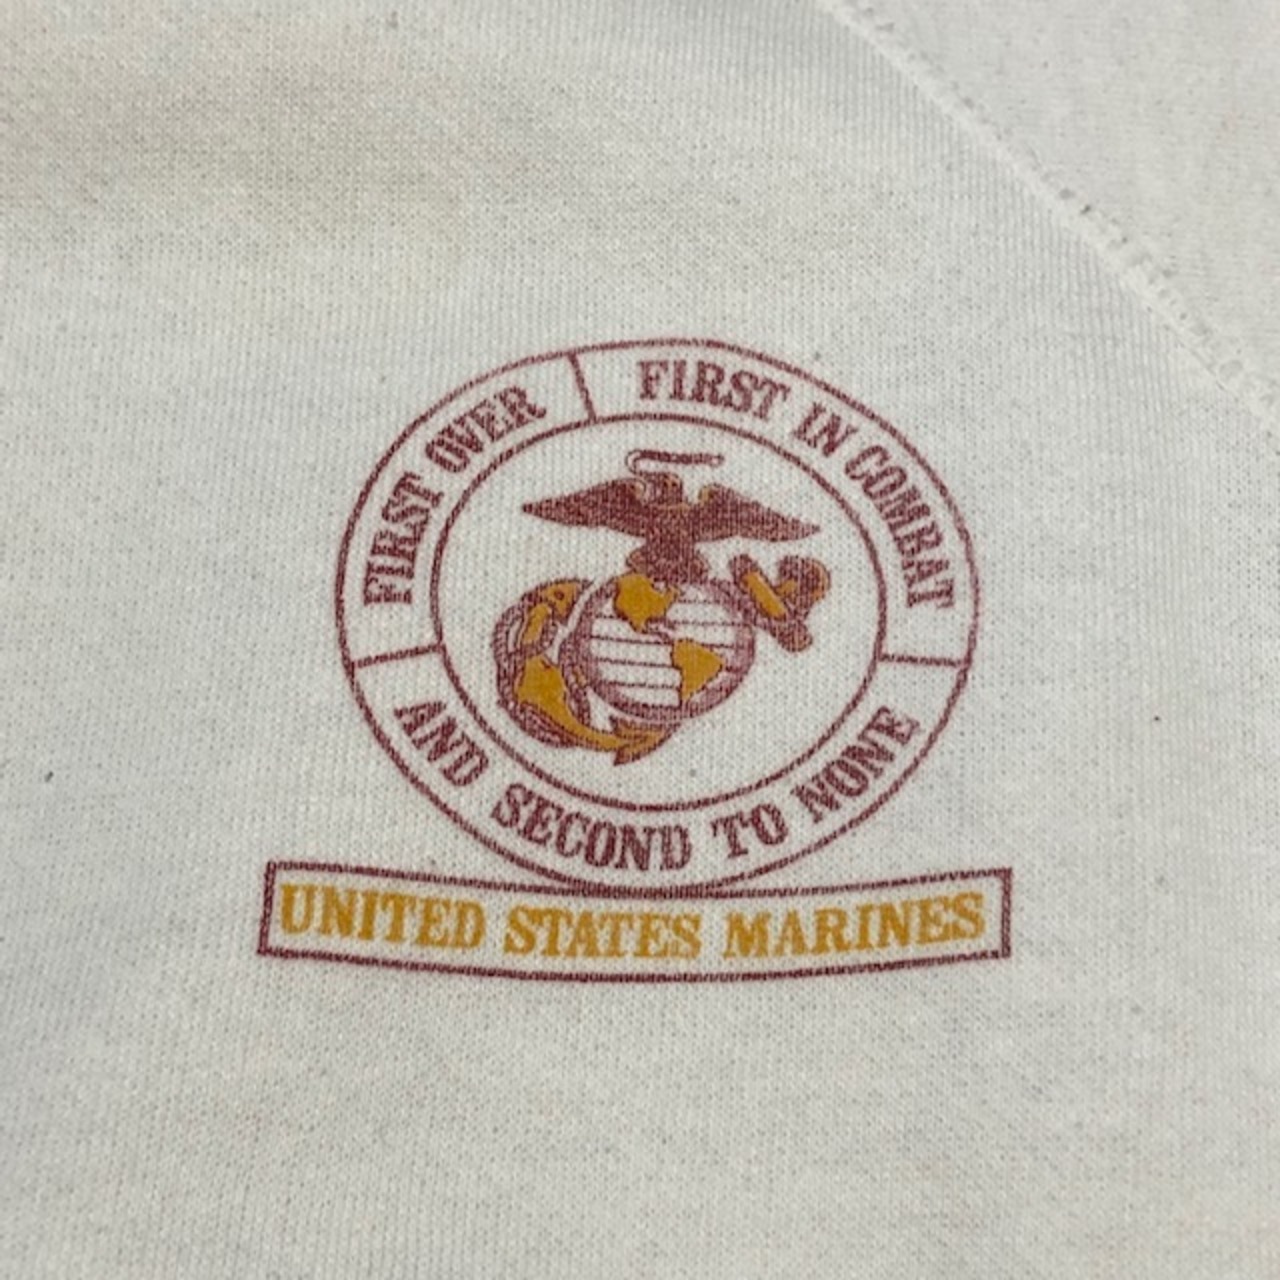 FIRST OVER
FIRST IN COMBAT
AND SECOND TO NONE
UNITED STATES MARINES